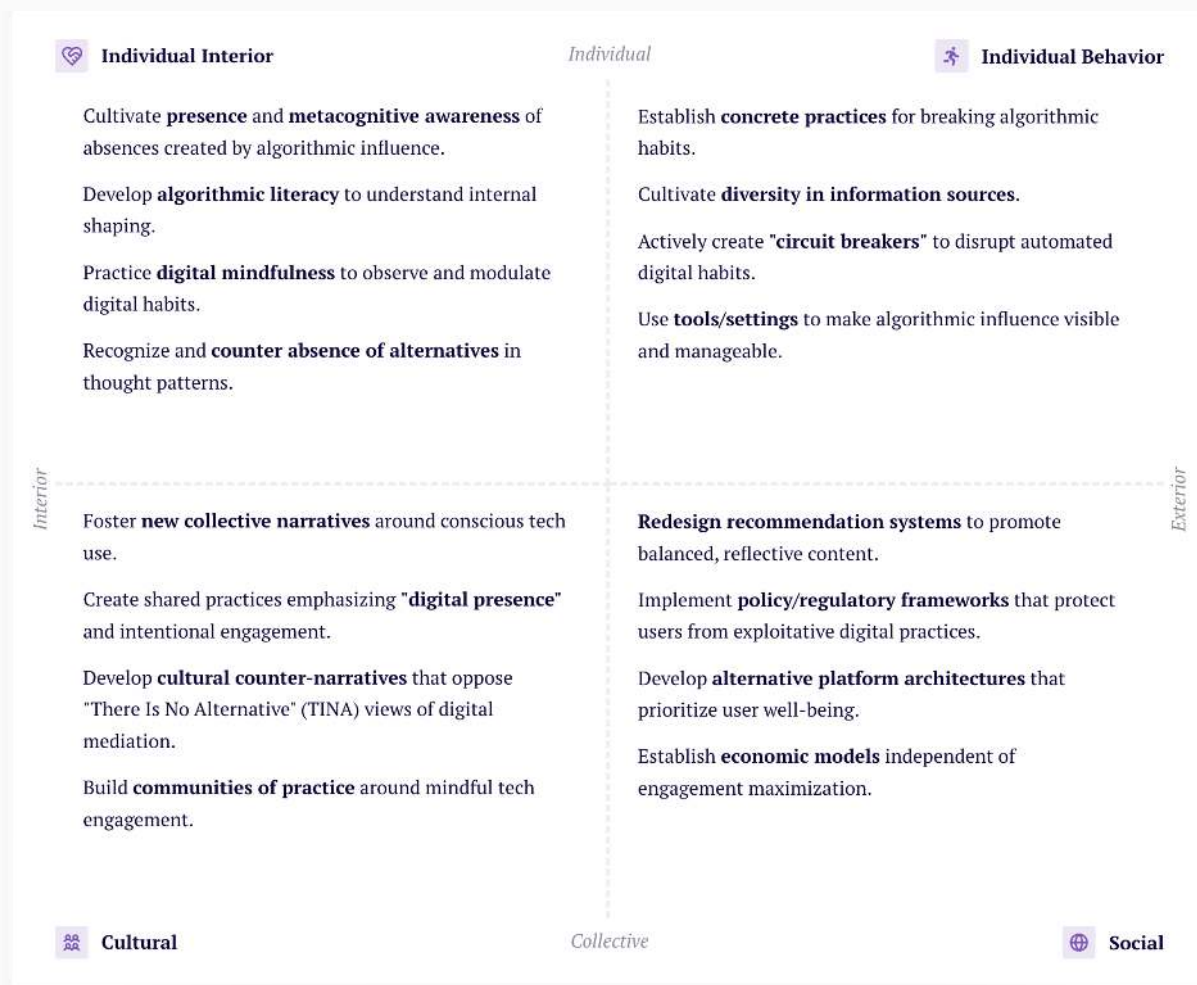 Individual Interior
Individual
Individual Behavior
Cultivate presence and metacognitive awareness of
absences created by algorithmic influence.
Develop algorithmic literacy to understand internal
shaping.
Practice digital mindfulness to observe and modulate
digital habits.
Recognize and counter absence of alternatives in
thought patterns.
Establish concrete practices for breaking algorithmic
habits.
Cultivate diversity in information sources.
Actively create "circuit breakers" to disrupt automated
digital habits.
Use tools/settings to make algorithmic influence visible
and manageable.
Interior
Exterior
Foster new collective narratives around conscious tech
use.
Create shared practices emphasizing "digital presence"
and intentional engagement.
Develop cultural counter-narratives that oppose
"There Is No Alternative" (TINA) views of digital
mediation.
Build communities of practice around mindful tech
engagement.
Redesign recommendation systems to promote
balanced, reflective content.
Implement policy/regulatory frameworks that protect
users from exploitative digital practices.
Develop alternative platform architectures that
prioritize user well-being.
Establish economic models independent of
engagement maximization.
Cultural
Collective
Social